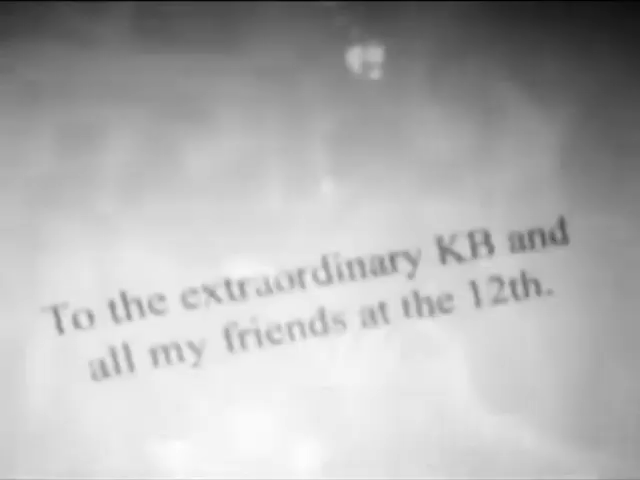 To the extraordinary KB and
all my friends at the 12th.